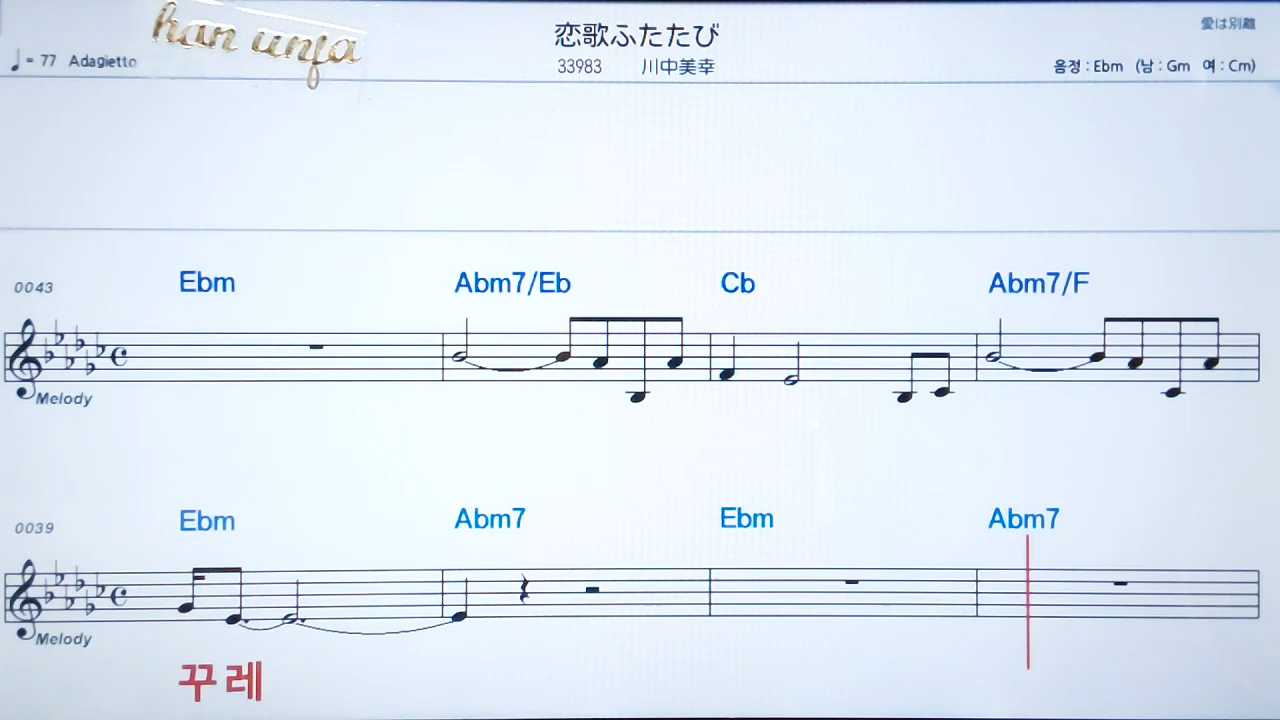 han unfa
恋歌ふたたび
愛は別離
♩= 77 Adagietto
33983 川中美幸
음정 : Ebm (남 : Gm 여 : Cm)
0043 Ebm Abm7/Eb Cb Abm7/F
Melody
0039 Ebm Abm7 Ebm Abm7
Melody
꾸 레